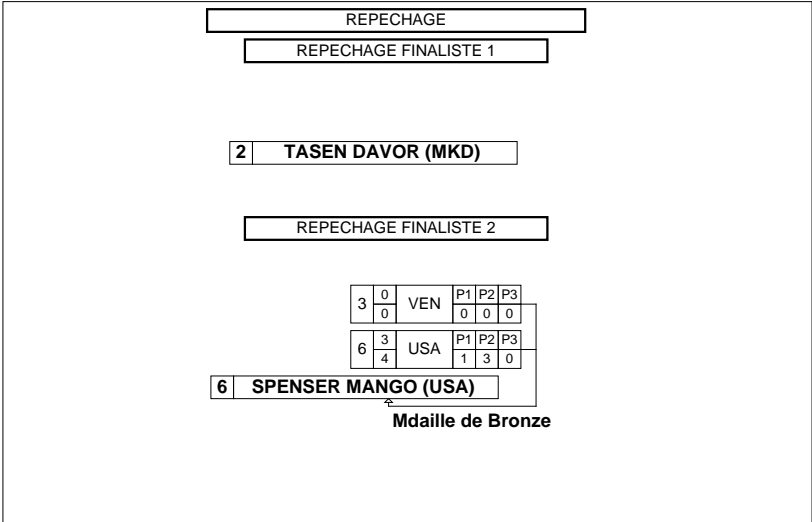 REPECHAGE
REPECHAGE FINALISTE 1
2 TASEN DAVOR (MKD)
REPECHAGE FINALISTE 2
3 0 0 VEN P1 P2 P3
0 0 0
6 3 4 USA P1 P2 P3
1 3 0
6 SPENSER MANGO (USA)
Mdaille de Bronze